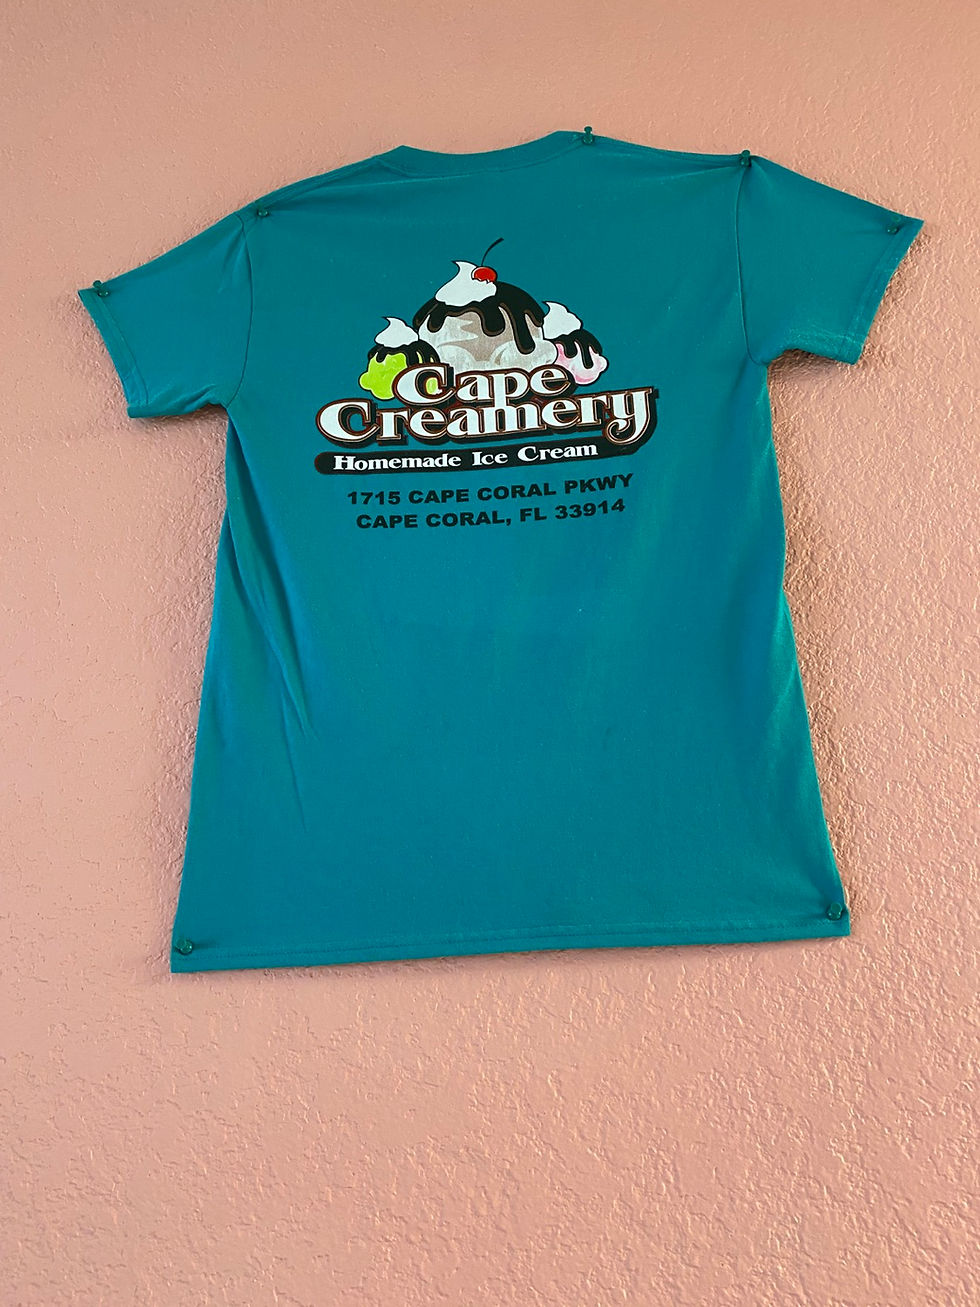 Cape
Creamery
Homemade Ice Cream
1715 CAPE CORAL PKWY
CAPE CORAL, FL 33914